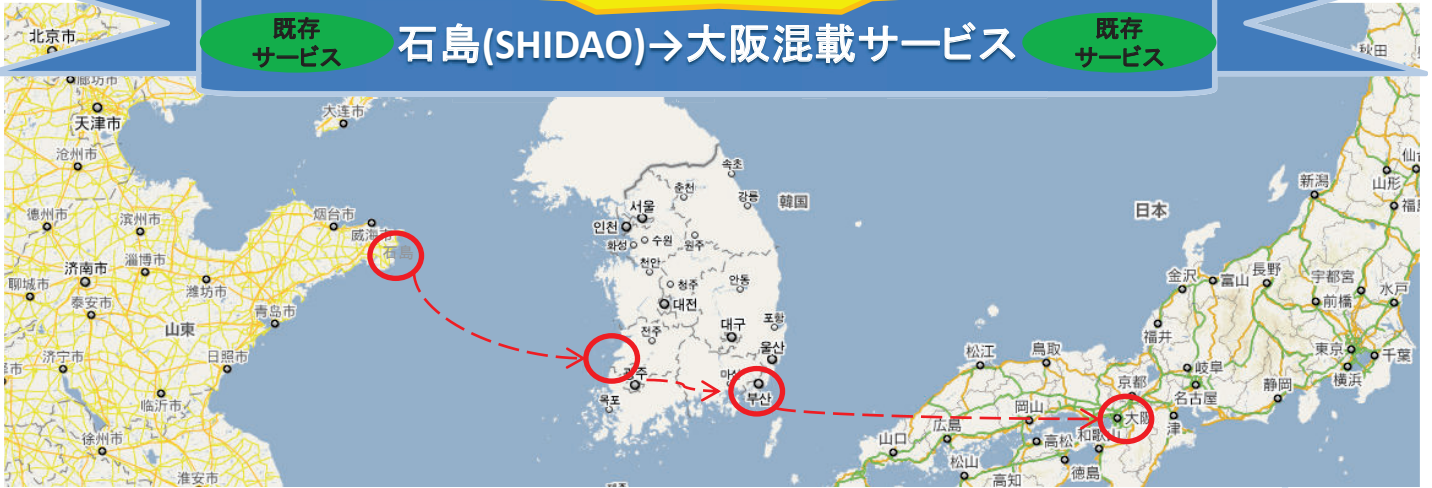 既存
サービス
石島(SHIDAO)→大阪混載サービス
既存
サービス
北京市
秋田
廊坊市
天津市
大连市
沧州市
속초
仙台
춘천
新潟
山形
강릉
韓国
서울
日本
德州市
滨州市
烟台市
福島
인천
威海市
화성
수원
원주
石島
济南市
淄博市
천안
金沢
富山
長野
宇都宮
聊城市
潍坊市
청주
안동
水戸
泰安市
대전
前橋
青岛市
포항
山東
전주
대구
福井
济宁市
日照市
울산
松江
鳥取
東京
千葉
岐阜
광주
마산
京都
静岡
横浜
목포
부산
名古屋
临沂市
岡山
大阪
津
広島
徐州市
山口
高松
和歌山
松山
徳島
淮安市
高知